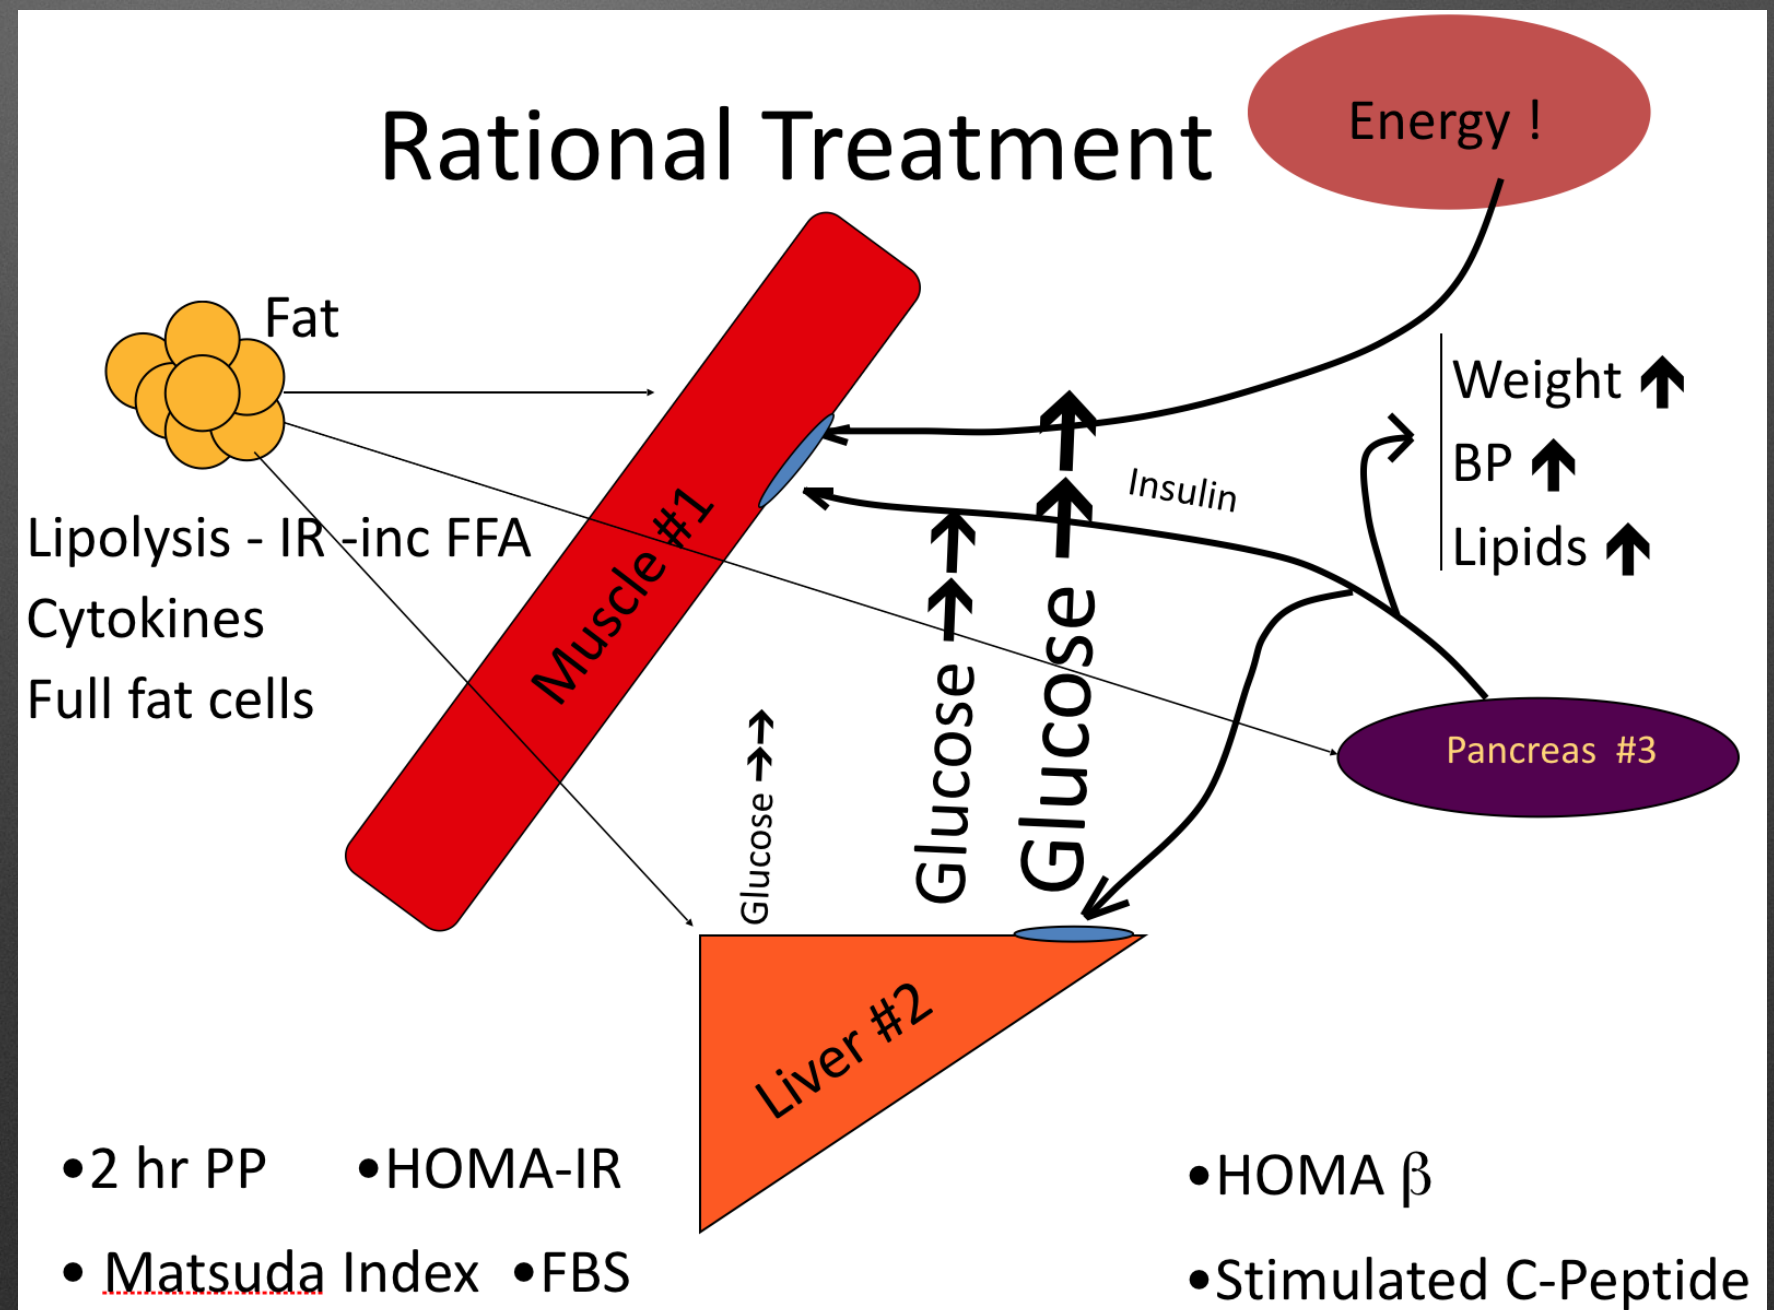 Rational Treatment
Energy !
Fat
Weight ↑
BP ↑
Lipids ↑
Insulin
Lipolysis - IR -inc FFA
Cytokines
Full fat cells
Muscle #1
Glucose →→
Glucose →→
Glucose →→
Pancreas #3
Liver #2
•2 hr PP •HOMA-IR
• Matsuda Index •FBS
•HOMA β
•Stimulated C-Peptide